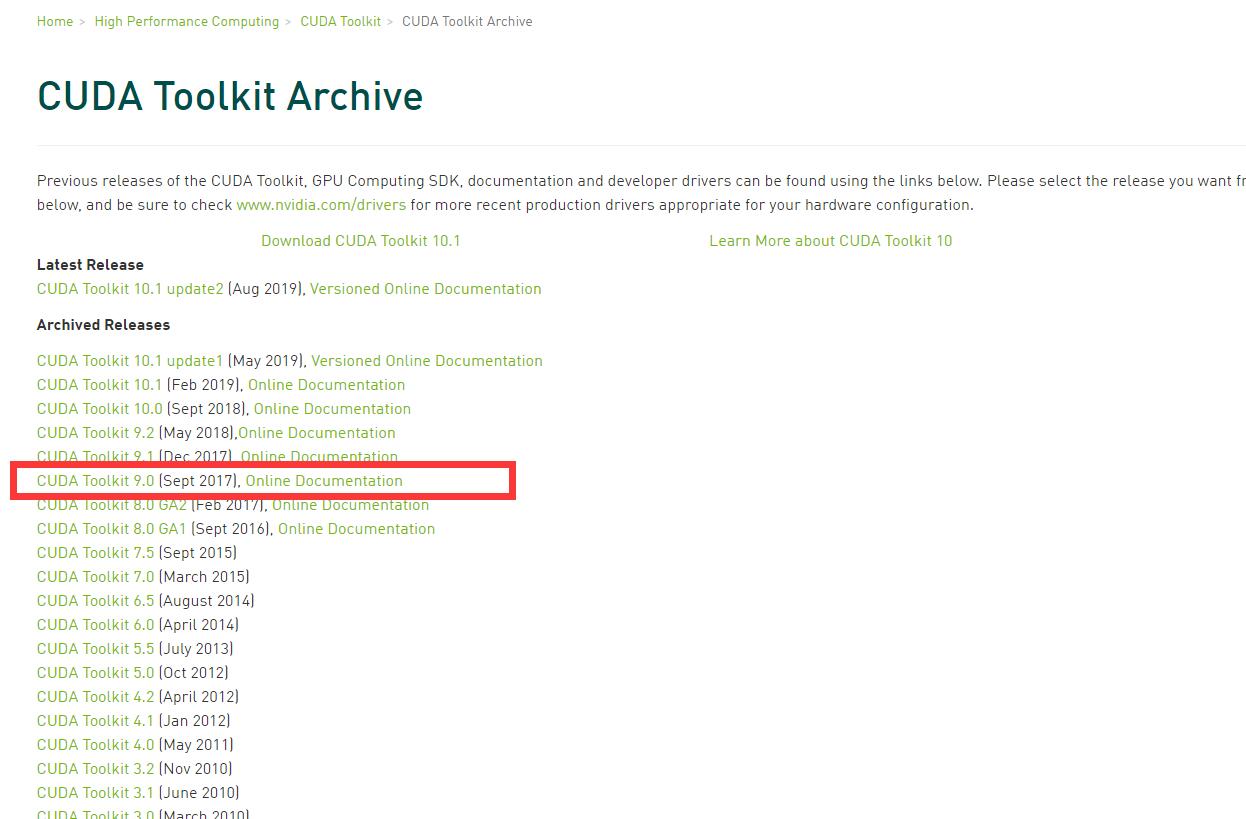 Home > High Performance Computing > CUDA Toolkit > CUDA Toolkit Archive
CUDA Toolkit Archive
Previous releases of the CUDA Toolkit, GPU Computing SDK, documentation and developer drivers can be found using the links below. Please select the release you want
below, and be sure to check www.nvidia.com/drivers for more recent production drivers appropriate for your hardware configuration.
Download CUDA Toolkit 10.1 Learn More about CUDA Toolkit 10
Latest Release
CUDA Toolkit 10.1 update2 (Aug 2019), Versioned Online Documentation
Archived Releases
CUDA Toolkit 10.1 update1 (May 2019), Versioned Online Documentation
CUDA Toolkit 10.1 (Feb 2019), Online Documentation
CUDA Toolkit 10.0 (Sept 2018), Online Documentation
CUDA Toolkit 9.2 (May 2018),Online Documentation
CUDA Toolkit 9.1 (Dec 2017), Online Documentation
CUDA Toolkit 9.0 (Sept 2017), Online Documentation
CUDA Toolkit 8.0 GA2 (Feb 2017), Online Documentation
CUDA Toolkit 8.0 GA1 (Sept 2016), Online Documentation
CUDA Toolkit 7.5 (Sept 2015)
CUDA Toolkit 7.0 (March 2015)
CUDA Toolkit 6.5 (August 2014)
CUDA Toolkit 6.0 (April 2014)
CUDA Toolkit 5.5 (July 2013)
CUDA Toolkit 5.0 (Oct 2012)
CUDA Toolkit 4.2 (April 2012)
CUDA Toolkit 4.1 (Jan 2012)
CUDA Toolkit 4.0 (May 2011)
CUDA Toolkit 3.2 (Nov 2010)
CUDA Toolkit 3.1 (June 2010)
CUDA Toolkit 3.0 (March 2010)